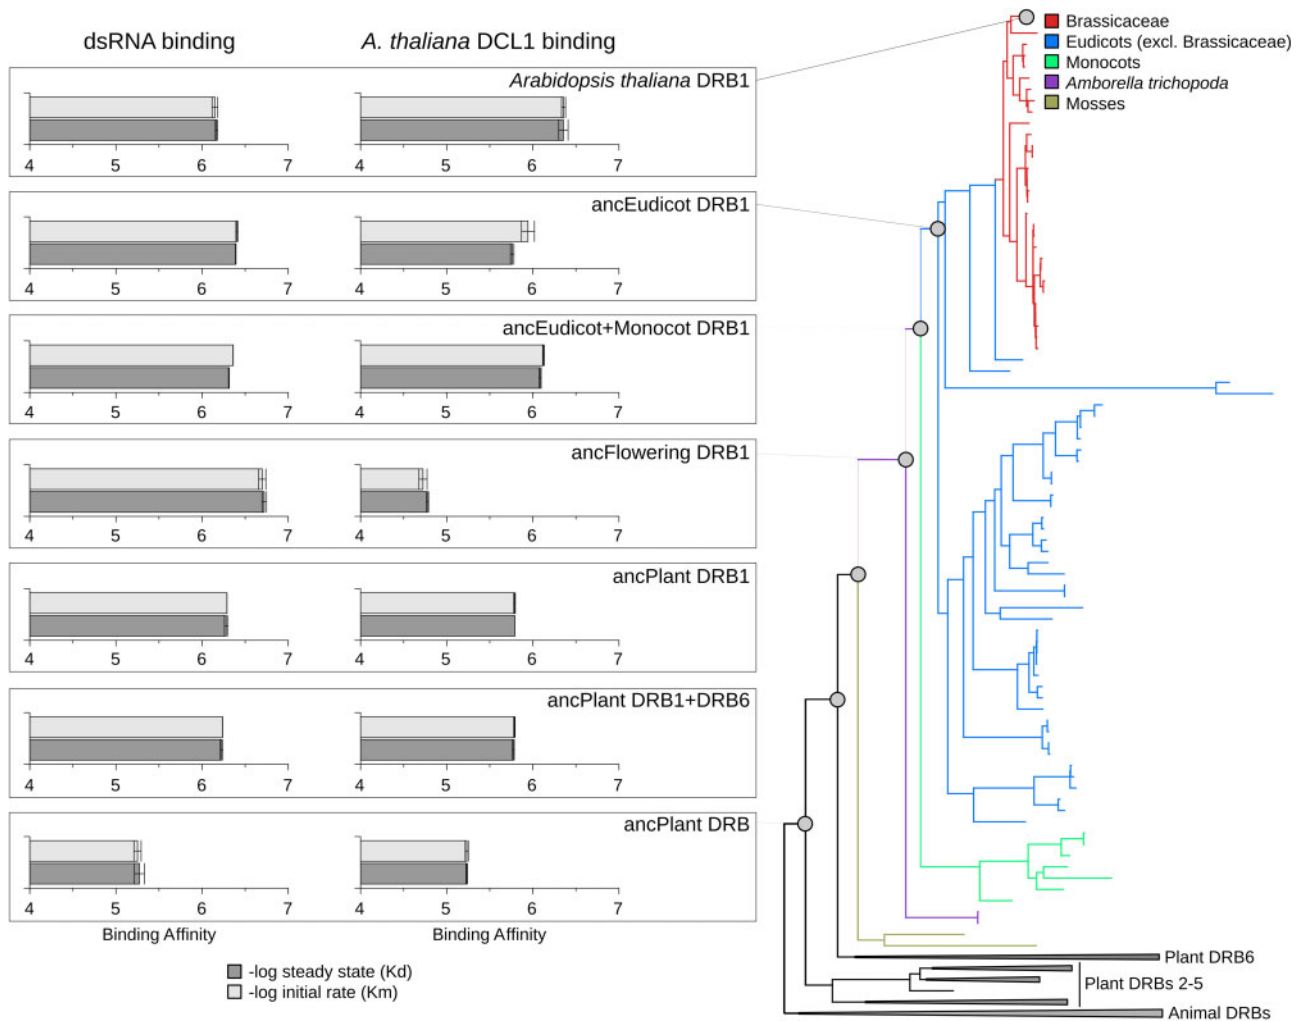 dsRNA binding
A. thaliana DCL1 binding
Arabidopsis thaliana DRB1
4 5 6 7
4 5 6 7
ancEudicot DRB1
4 5 6 7
4 5 6 7
ancEudicot+Monocot DRB1
4 5 6 7
4 5 6 7
ancFlowering DRB1
4 5 6 7
4 5 6 7
ancPlant DRB1
4 5 6 7
4 5 6 7
ancPlant DRB1+DRB6
4 5 6 7
4 5 6 7
ancPlant DRB
4 5 6 7
4 5 6 7
Binding Affinity
Binding Affinity
-log steady state (Kd)
-log initial rate (Km)
Brassicaceae
Eudicots (excl. Brassicaceae)
Monocots
Amborella trichopoda
Mosses
Plant DRB6
Plant DRBs 2-5
Animal DRBs